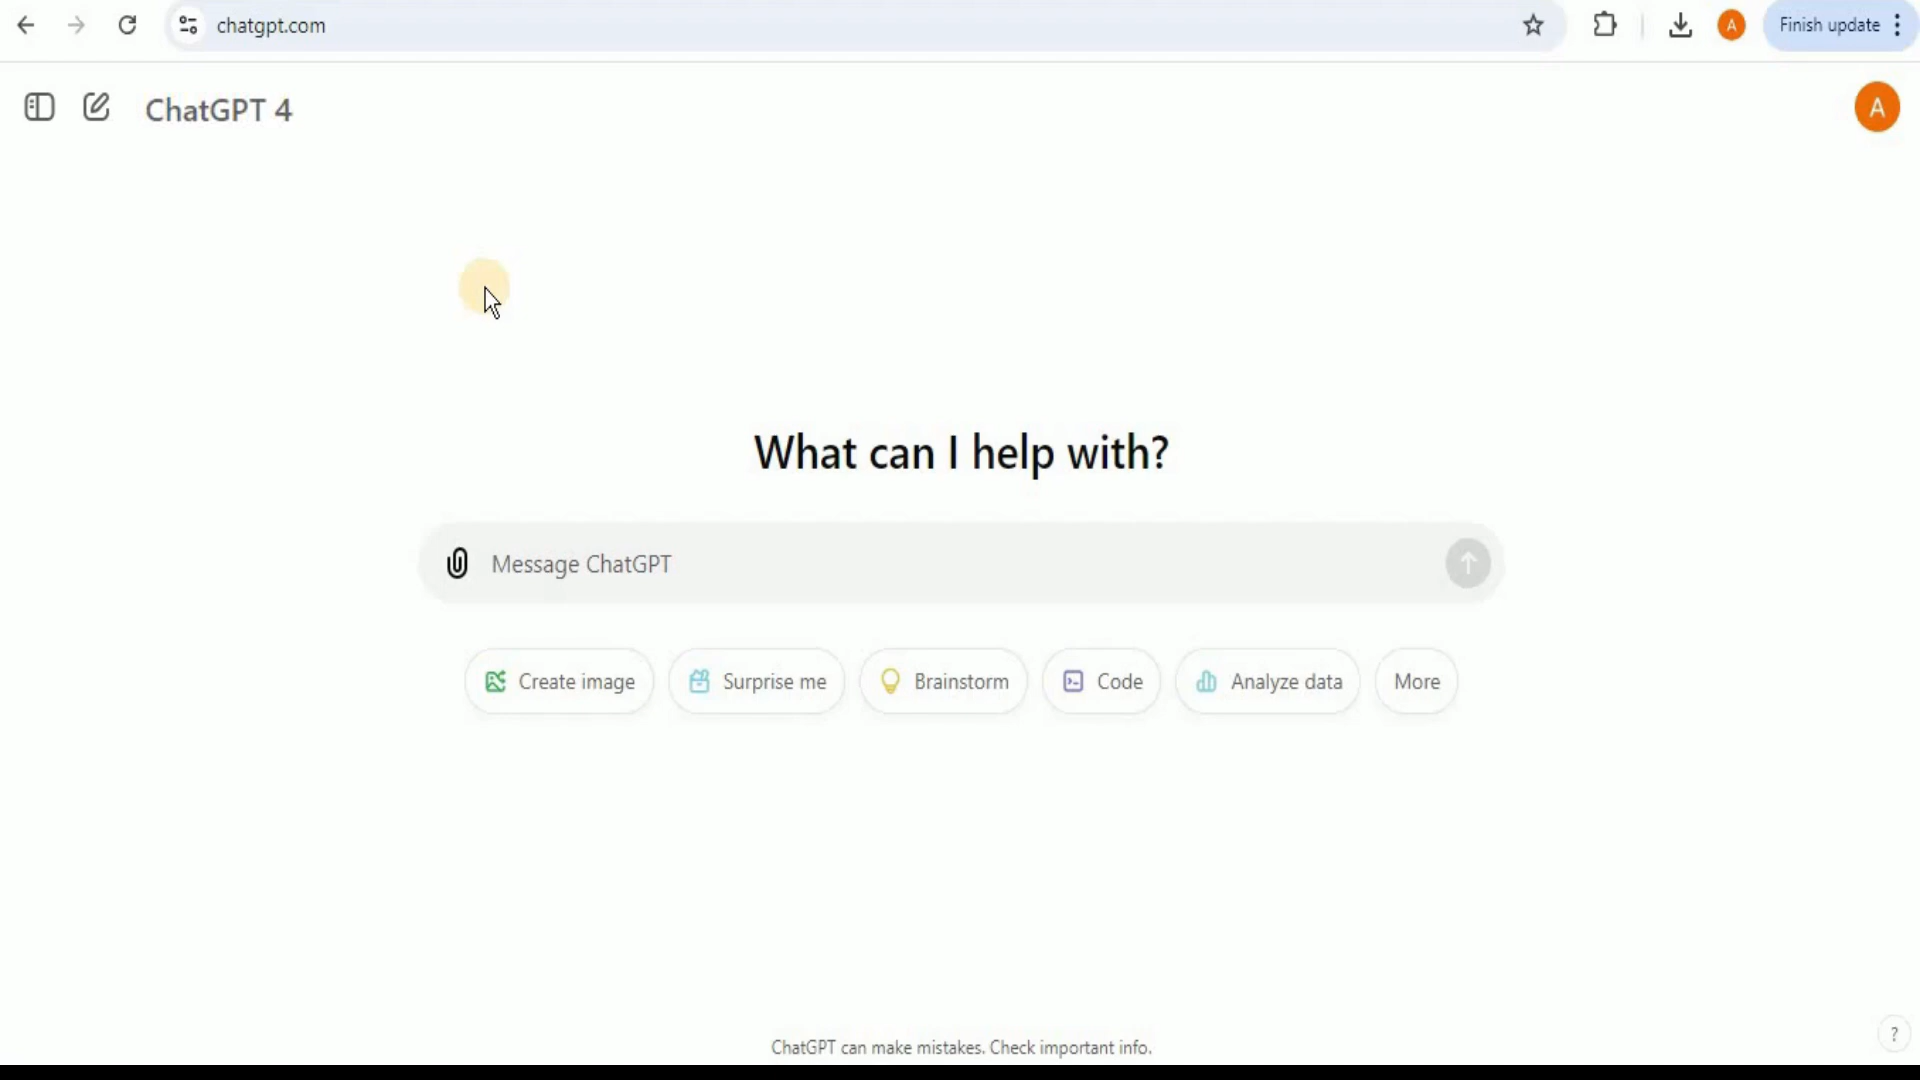 chatgpt.com
A
Finish update
ChatGPT 4
A
What can I help with?
Message ChatGPT
Create image
Surprise me
Brainstorm
Code
Analyze data
More
ChatGPT can make mistakes. Check important info.
?